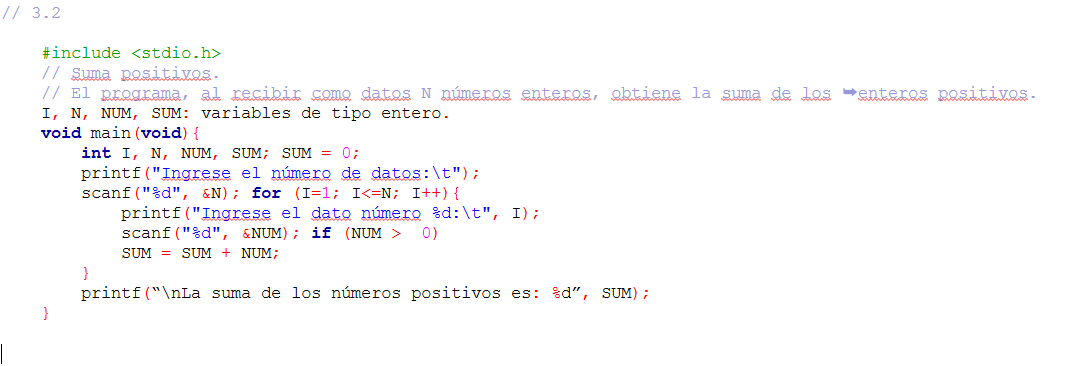 // 3.2
#include <stdio.h>
// Suma positivos.
// El programa, al recibir como datos N números enteros, obtiene la suma de los ➥enteros positivos.
I, N, NUM, SUM: variables de tipo entero.
void main(void){
int I, N, NUM, SUM; SUM = 0;
printf("Ingrese el número de datos:\t");
scanf("%d", &N); for (I=1; I<=N; I++){
printf("Ingrese el dato número %d:\t", I);
scanf("%d", &NUM); if (NUM >  0)
SUM = SUM + NUM;
}
printf(“\nLa suma de los números positivos es: %d”, SUM);
}